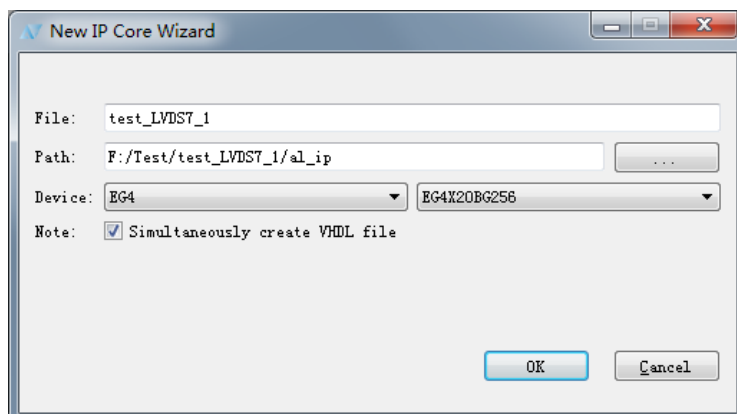 New IP Core Wizard
File: test_LVDS7_1
Path: F:/Test/test_LVDS7_1/al_ip ...
Device: EG4 EG4X20BG256
Note: Simultaneously create VHDL file
OK Cancel